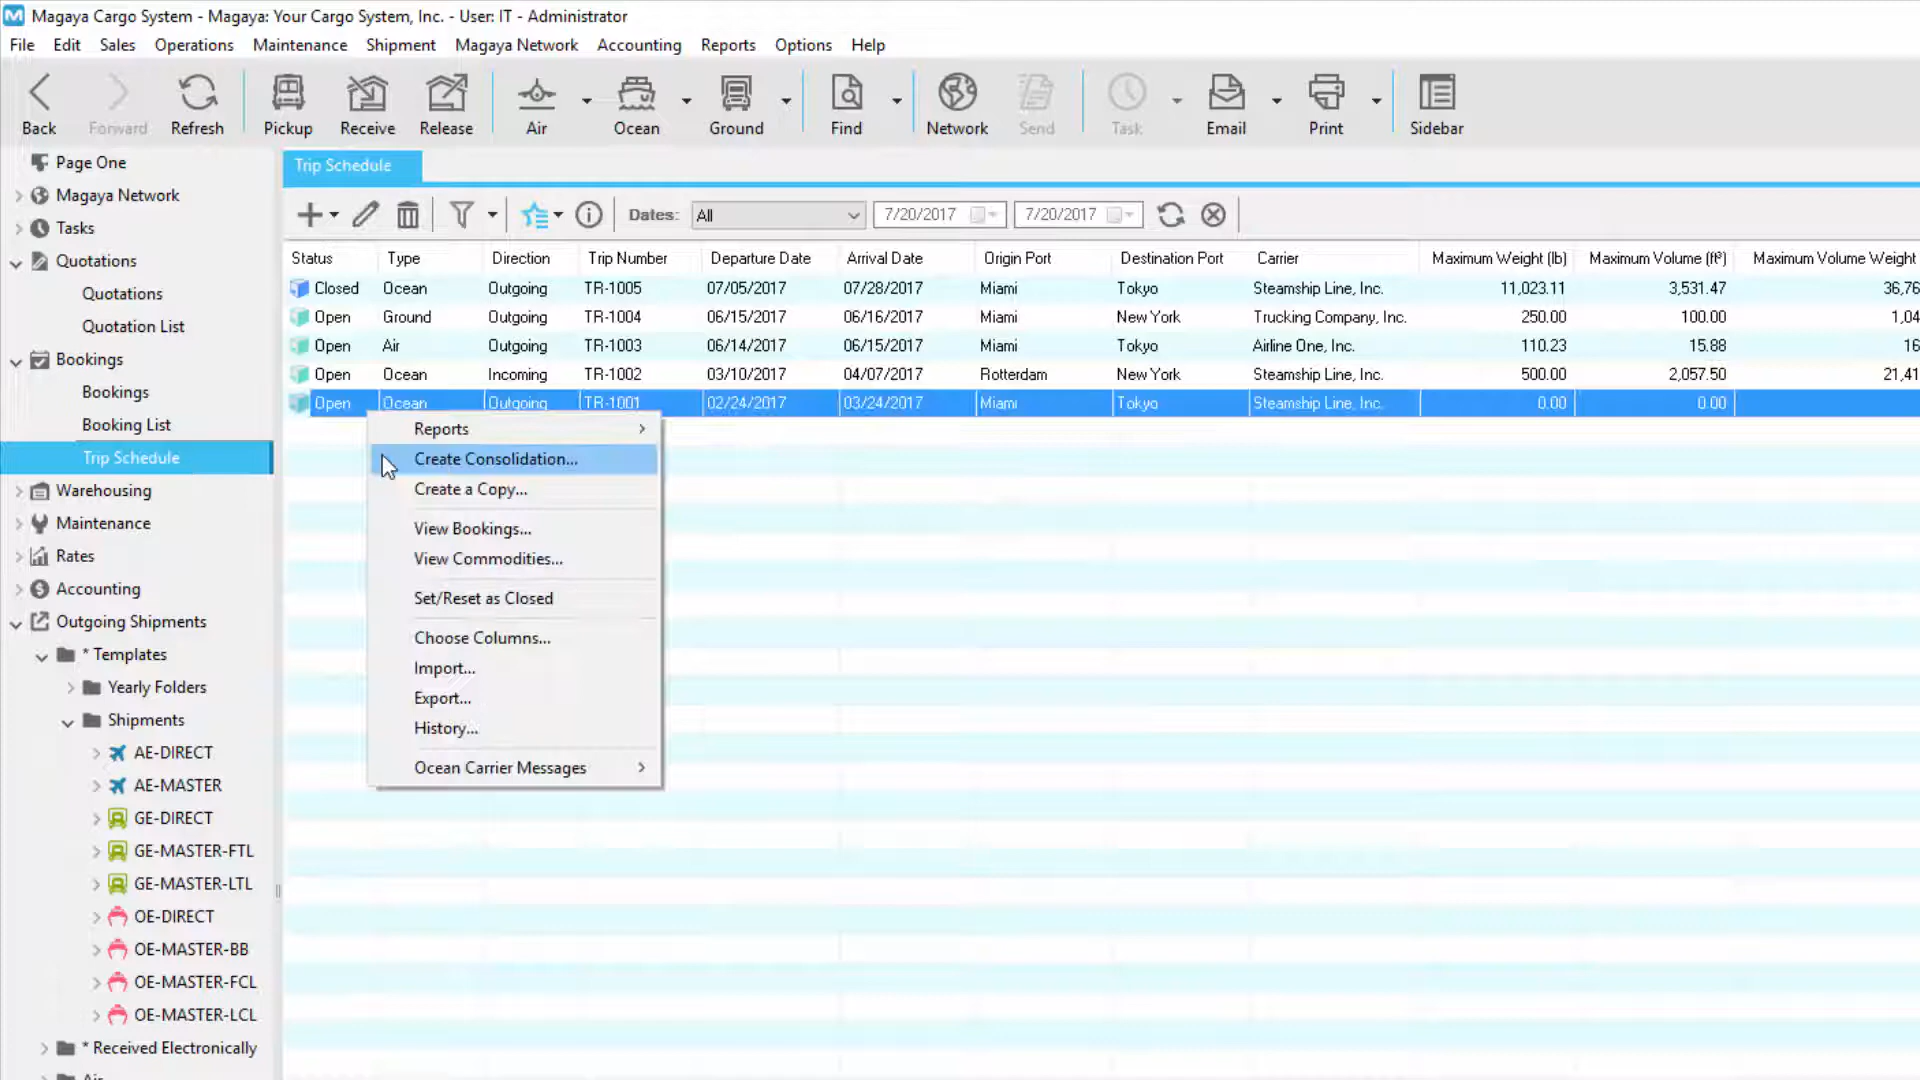 Magaya Cargo System - Magaya: Your Cargo System, Inc. - User: IT - Administrator
File Edit Sales Operations Maintenance Shipment Magaya Network Accounting Reports Options Help
Back Forward Refresh Pickup Receive Release Air Ocean Ground Find Network Send Task Email Print Sidebar
Page One
Magaya Network
Tasks
Quotations
Quotations
Quotation List
Bookings
Bookings
Booking List
Trip Schedule
Warehousing
Maintenance
Rates
Accounting
Outgoing Shipments
* Templates
Yearly Folders
Shipments
AE-DIRECT
AE-MASTER
GE-DIRECT
GE-MASTER-FTL
GE-MASTER-LTL
OE-DIRECT
OE-MASTER-BB
OE-MASTER-FCL
OE-MASTER-LCL
* Received Electronically
Air
Trip Schedule
Dates: All 7/20/2017 7/20/2017
Status Type Direction Trip Number Departure Date Arrival Date Origin Port Destination Port Carrier Maximum Weight (lb) Maximum Volume (ft³) Maximum Volume Weight
Closed Ocean Outgoing TR-1005 07/05/2017 07/28/2017 Miami Tokyo Steamship Line, Inc. 11,023.11 3,531.47 36,76
Open Ground Outgoing TR-1004 06/15/2017 06/16/2017 Miami New York Trucking Company, Inc. 250.00 100.00 1,04
Open Air Outgoing TR-1003 06/14/2017 06/15/2017 Miami Tokyo Airline One, Inc. 110.23 15.88 16
Open Ocean Incoming TR-1002 03/10/2017 04/07/2017 Rotterdam New York Steamship Line, Inc. 500.00 2,057.50 21,41
Open Ocean Outgoing TR-1001 02/24/2017 03/24/2017 Miami Tokyo Steamship Line, Inc. 0.00 0.00
Reports
Create Consolidation...
Create a Copy...
View Bookings...
View Commodities...
Set/Reset as Closed
Choose Columns...
Import...
Export...
History...
Ocean Carrier Messages